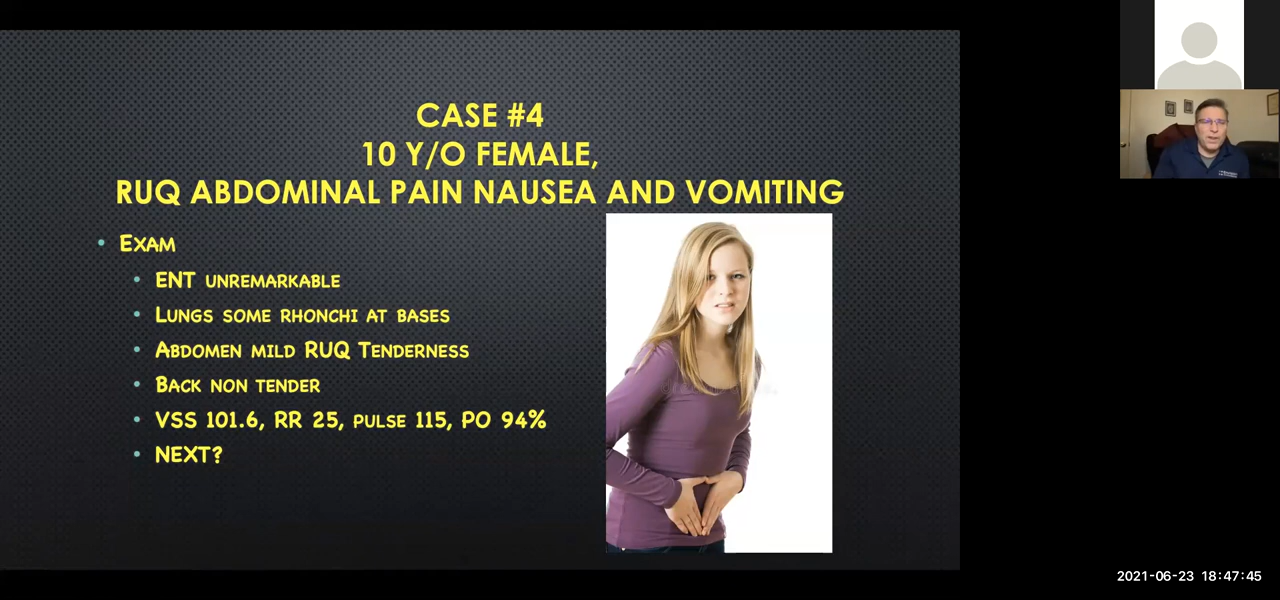 CASE #4
10 Y/O FEMALE,
RUQ ABDOMINAL PAIN NAUSEA AND VOMITING
• EXAM
• ENT UNREMARKABLE
• LUNGS SOME RHONCHI AT BASES
• ABDOMEN MILD RUQ TENDERNESS
• BACK NON TENDER
• VSS 101.6, RR 25, PULSE 115, PO 94%
• NEXT?
2021-06-23 18:47:45